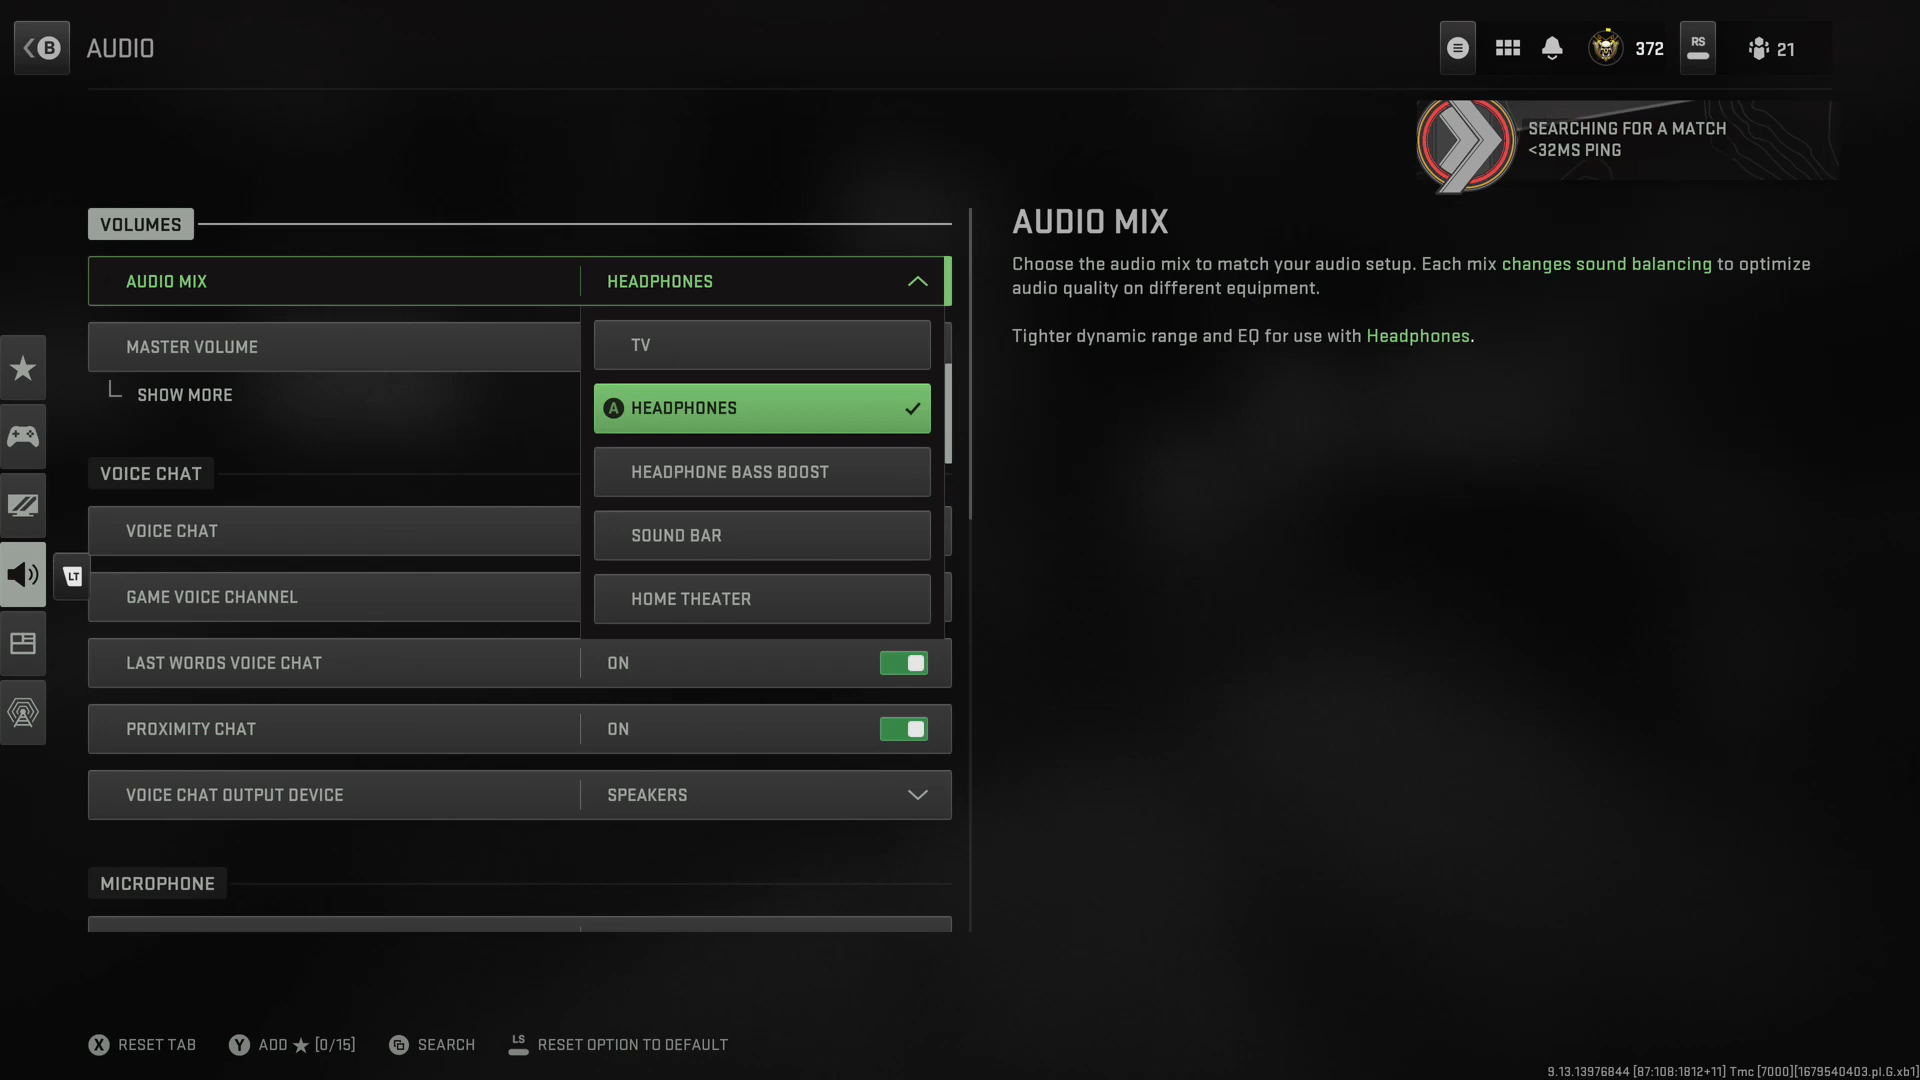 B
AUDIO
372
RS
21
SEARCHING FOR A MATCH
<32MS PING
VOLUMES
AUDIO MIX
HEADPHONES
TV
A HEADPHONES
HEADPHONE BASS BOOST
SOUND BAR
HOME THEATER
MASTER VOLUME
SHOW MORE
VOICE CHAT
VOICE CHAT
LT
GAME VOICE CHANNEL
LAST WORDS VOICE CHAT
ON
PROXIMITY CHAT
ON
VOICE CHAT OUTPUT DEVICE
SPEAKERS
MICROPHONE
AUDIO MIX
Choose the audio mix to match your audio setup. Each mix changes sound balancing to optimize
audio quality on different equipment.
Tighter dynamic range and EQ for use with Headphones.
X RESET TAB
Y ADD ★ [0/15]
SEARCH
LS RESET OPTION TO DEFAULT
9.13.13976844 [87:108:1812+11] Tmc [7000][1679540403.pl.G.xb1]